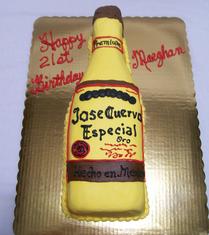 Happy
21st
Birthday
Meaghan
Premium
Jose Cuervo
Especial
Oro
Hecho en Mexico